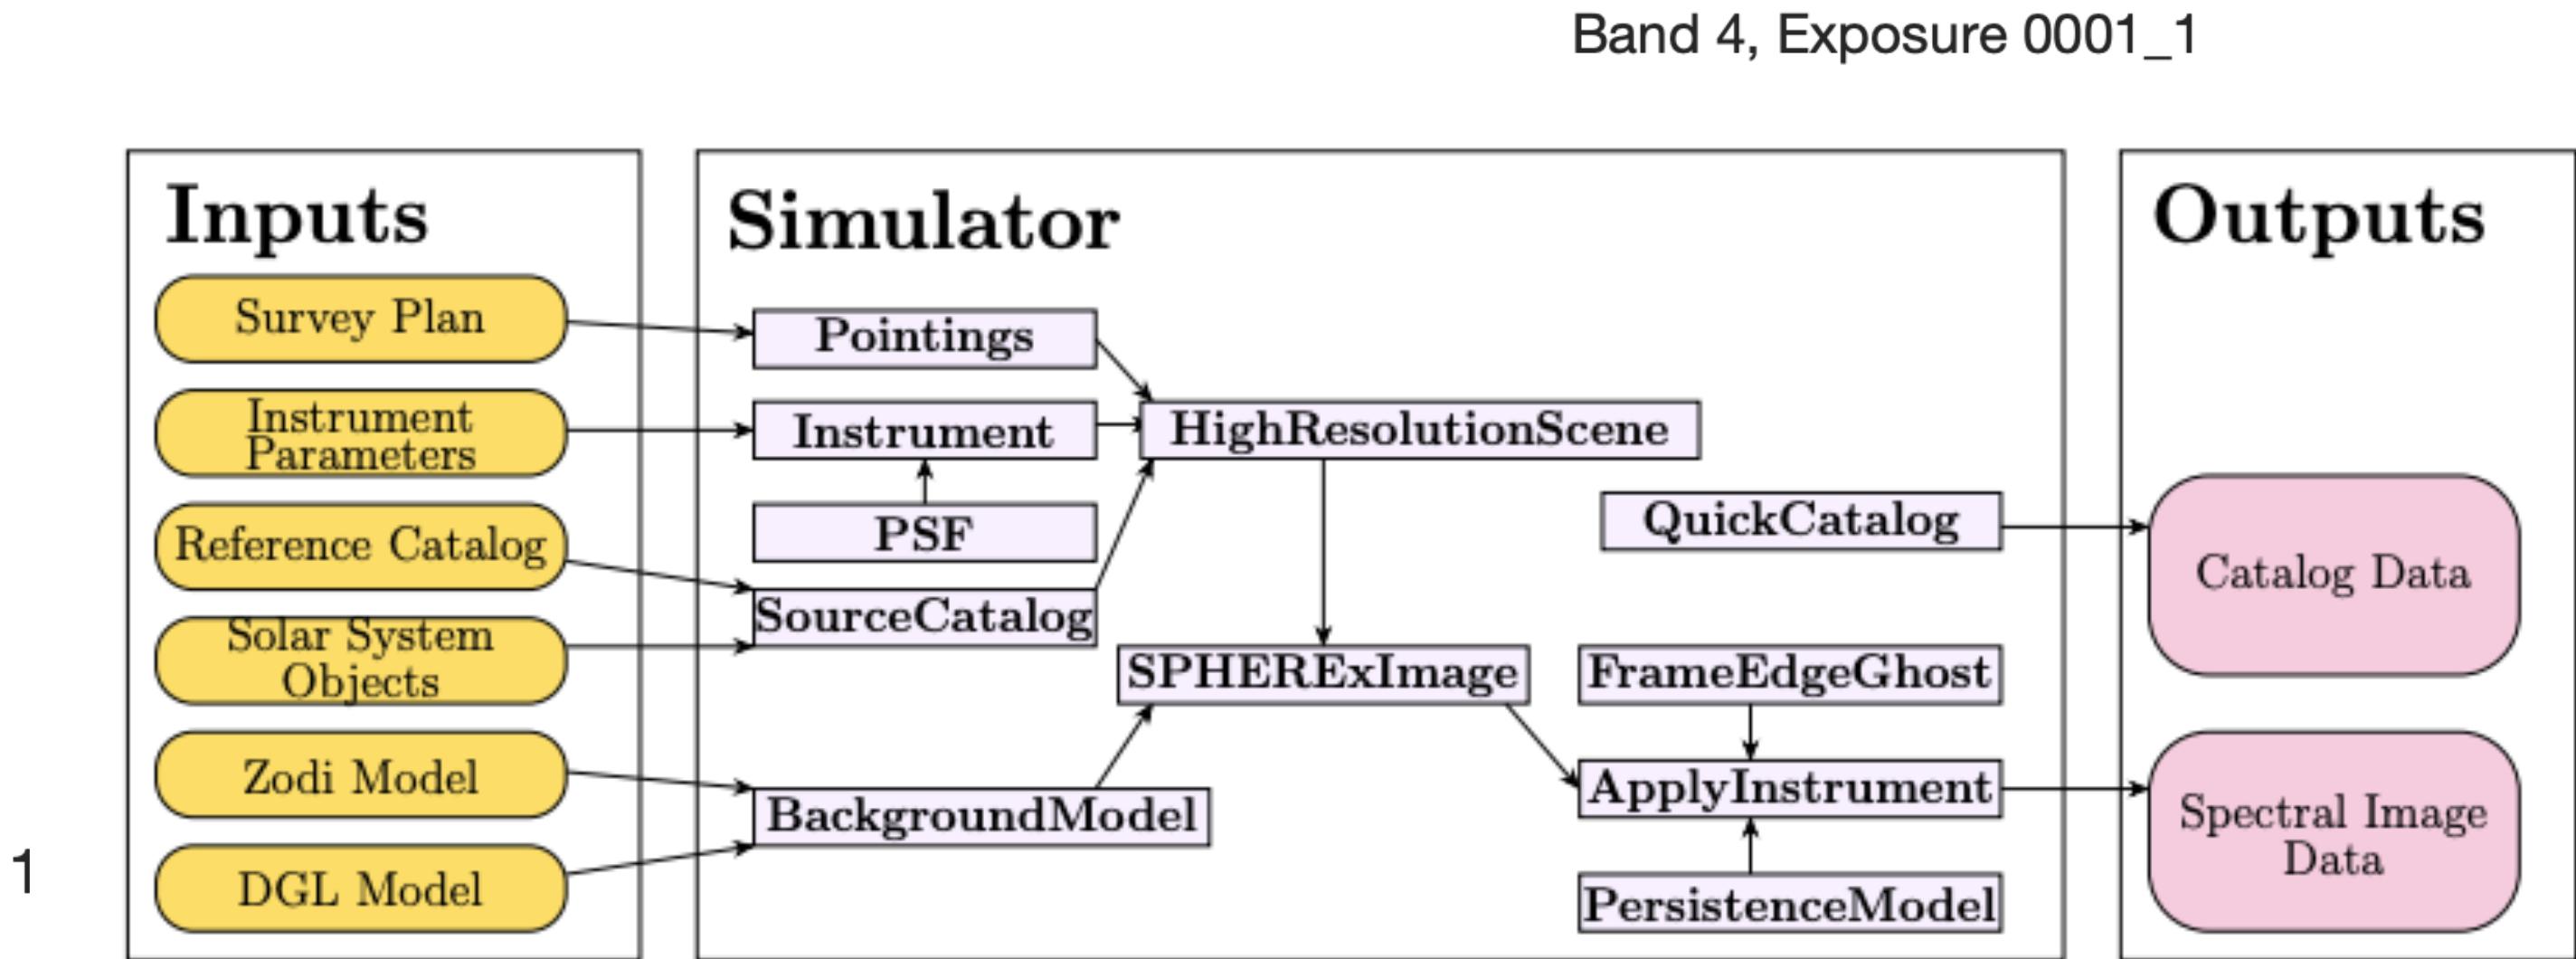 Band 4, Exposure 0001_1
Inputs
Survey Plan
Instrument
Parameters
Reference Catalog
Solar System
Objects
Zodi Model
DGL Model
1
Simulator
Pointings
Instrument
PSF
SourceCatalog
HighResolutionScene
QuickCatalog
SPHERExImage
FrameEdgeGhost
BackgroundModel
ApplyInstrument
PersistenceModel
Outputs
Catalog Data
Spectral Image
Data